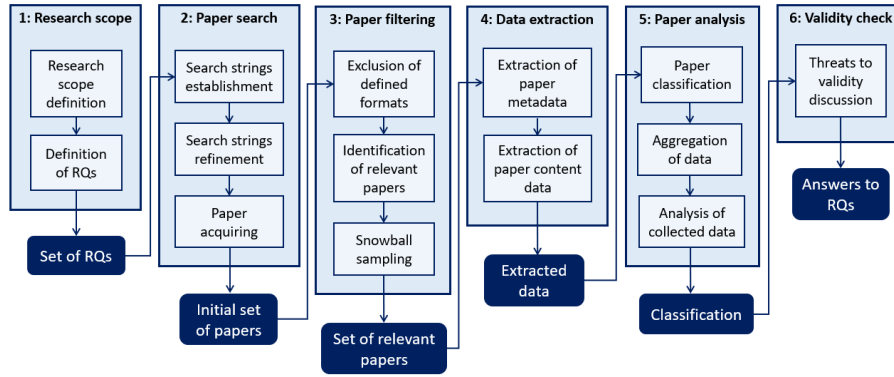 1: Research scope
Research
scope
definition
Definition
of RQs
Set of RQs
2: Paper search
Search strings
establishment
Search strings
refinement
Paper
acquiring
Initial set
of papers
3: Paper filtering
Exclusion of
defined
formats
Identification
of relevant
papers
Snowball
sampling
Set of relevant
papers
4: Data extraction
Extraction of
paper
metadata
Extraction of
paper content
data
Extracted
data
5: Paper analysis
Paper
classification
Aggregation
of data
Analysis of
collected data
Classification
6: Validity check
Threats to
validity
discussion
Answers to
RQs